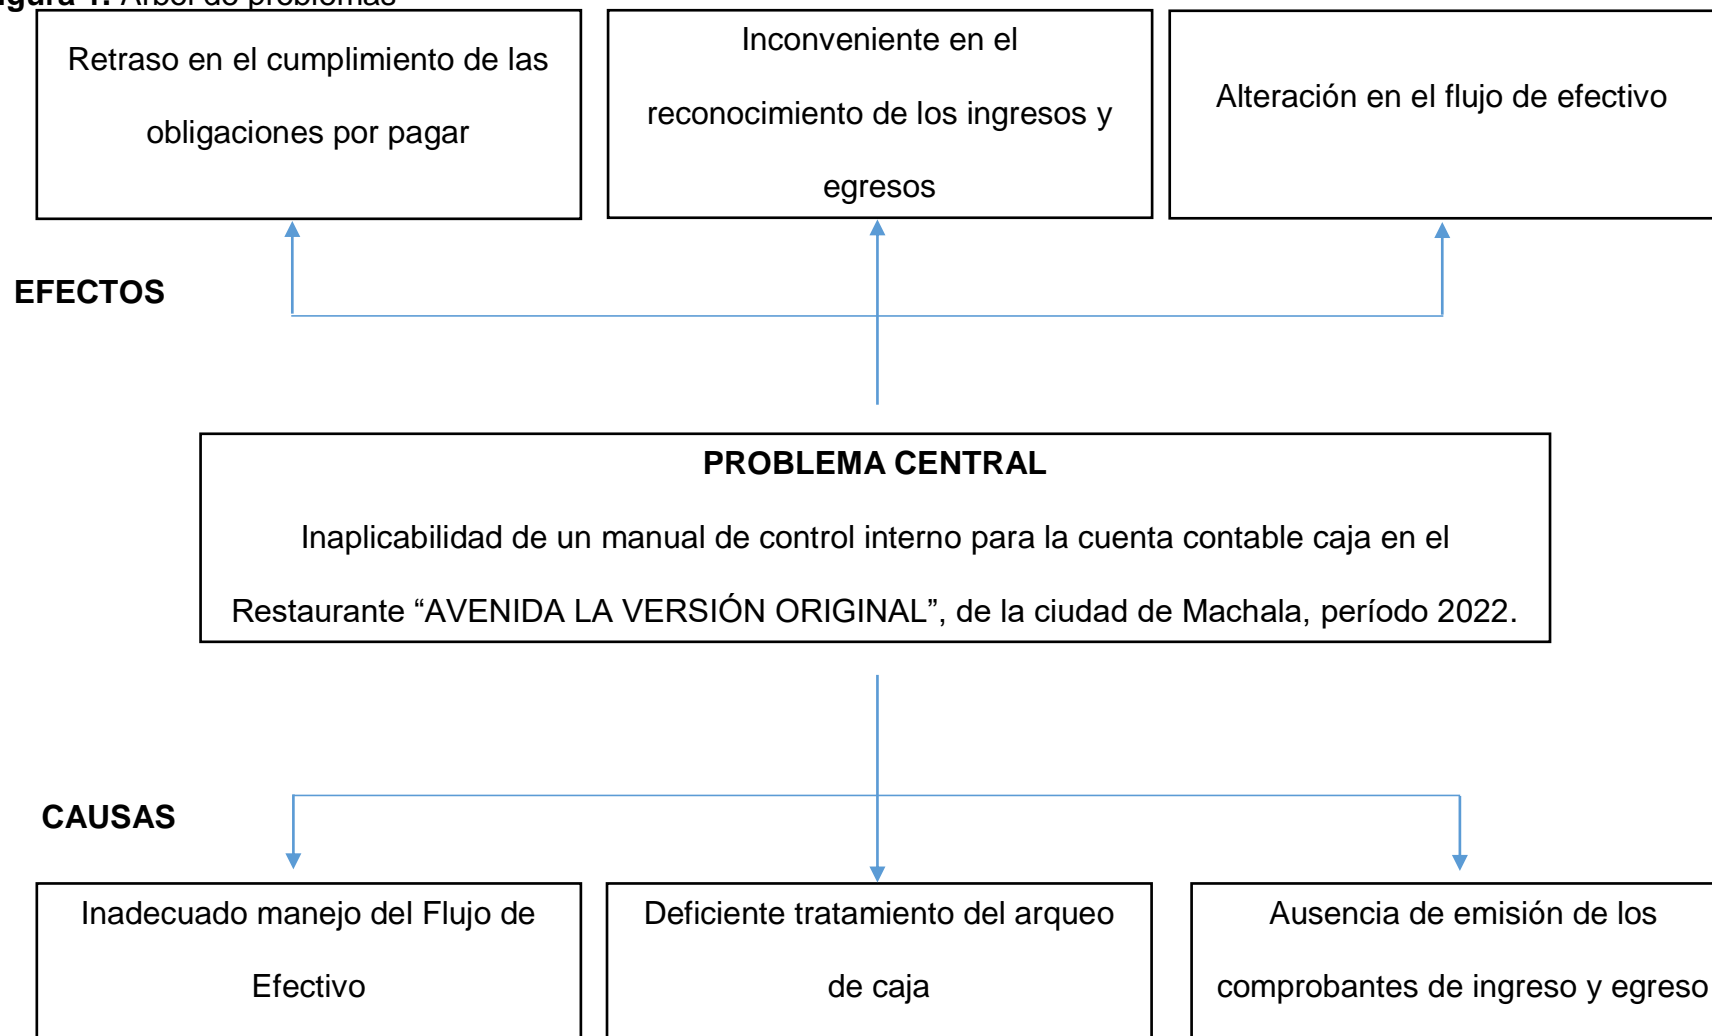 Árbol de problemas
Retraso en el cumplimiento de las
obligaciones por pagar
Inconveniente en el
reconocimiento de los ingresos y
egresos
Alteración en el flujo de efectivo
EFECTOS
PROBLEMA CENTRAL
Inaplicabilidad de un manual de control interno para la cuenta contable caja en el
Restaurante “AVENIDA LA VERSIÓN ORIGINAL”, de la ciudad de Machala, período 2022.
CAUSAS
Inadecuado manejo del Flujo de
Efectivo
Deficiente tratamiento del arqueo
de caja
Ausencia de emisión de los
comprobantes de ingreso y egreso